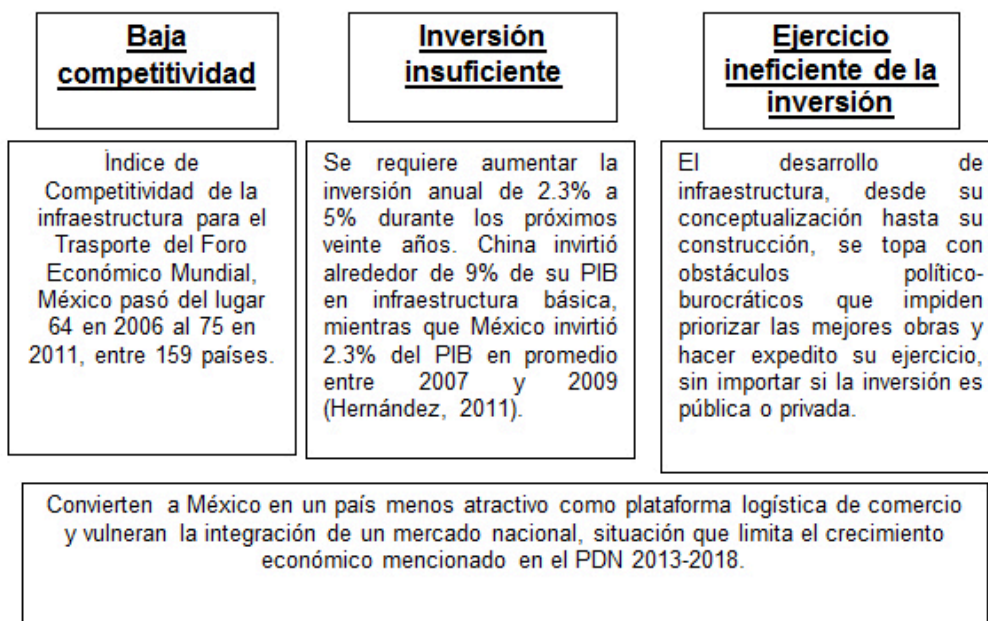 Baja
competitividad
Inversión
insuficiente
Ejercicio
ineficiente de la
inversión
Índice de
Competitividad de la
infraestructura para el
Trasporte del Foro
Económico Mundial,
México pasó del lugar
64 en 2006 al 75 en
2011, entre 159 países.
Se requiere aumentar la
inversión anual de 2.3% a
5% durante los próximos
veinte años. China invirtió
alrededor de 9% de su PIB
en infraestructura básica,
mientras que México invirtió
2.3% del PIB en promedio
entre 2007 y 2009
(Hernández, 2011).
El desarrollo de
infraestructura, desde su
conceptualización hasta su
construcción, se topa con
obstáculos político-
burocráticos que impiden
priorizar las mejores obras y
hacer expedito su ejercicio,
sin importar si la inversión es
pública o privada.
Convierten a México en un país menos atractivo como plataforma logística de comercio
y vulneran la integración de un mercado nacional, situación que limita el crecimiento
económico mencionado en el PDN 2013-2018.